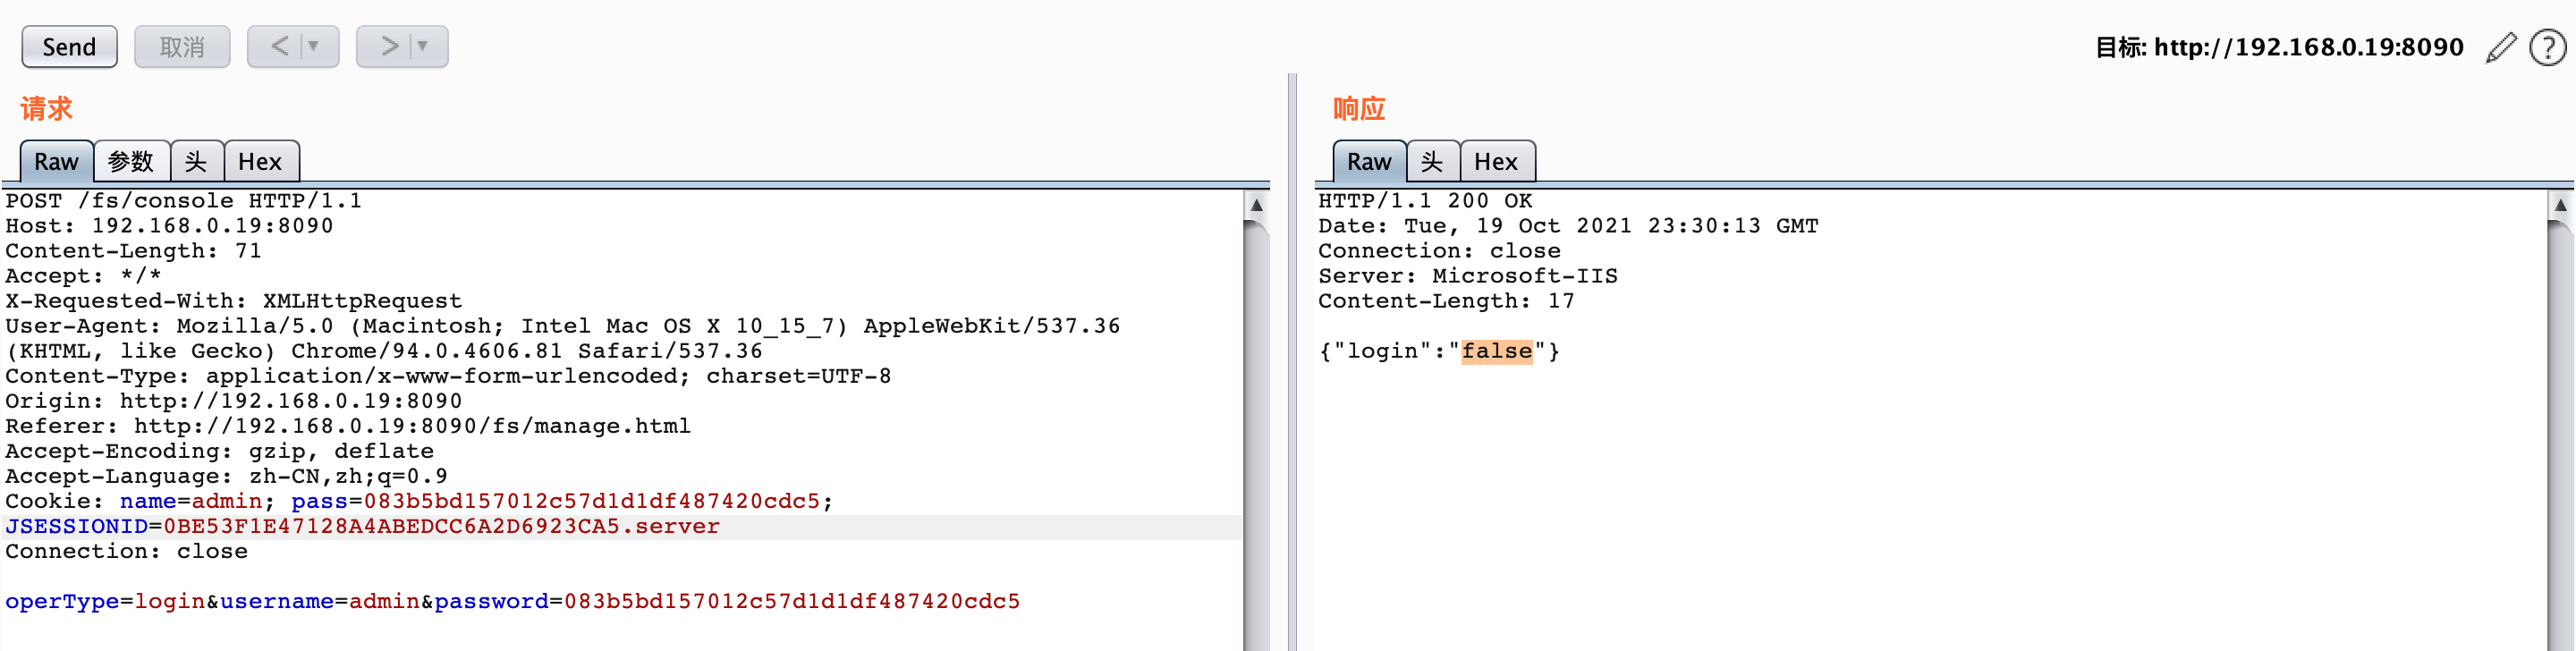 Send 取消 < ▼ > ▼ 目标: http://192.168.0.19:8090 ?
请求
Raw 参数 头 Hex
POST /fs/console HTTP/1.1
Host: 192.168.0.19:8090
Content-Length: 71
Accept: */*
X-Requested-With: XMLHttpRequest
User-Agent: Mozilla/5.0 (Macintosh; Intel Mac OS X 10_15_7) AppleWebKit/537.36
(KHTML, like Gecko) Chrome/94.0.4606.81 Safari/537.36
Content-Type: application/x-www-form-urlencoded; charset=UTF-8
Origin: http://192.168.0.19:8090
Referer: http://192.168.0.19:8090/fs/manage.html
Accept-Encoding: gzip, deflate
Accept-Language: zh-CN,zh;q=0.9
Cookie: name=admin; pass=083b5bd157012c57d1d1df487420cdc5;
JSESSIONID=0BE53F1E47128A4ABEDCC6A2D6923CA5.server
Connection: close
operType=login&username=admin&password=083b5bd157012c57d1d1df487420cdc5
响应
Raw 头 Hex
HTTP/1.1 200 OK
Date: Tue, 19 Oct 2021 23:30:13 GMT
Connection: close
Server: Microsoft-IIS
Content-Length: 17
{"login":"false"}